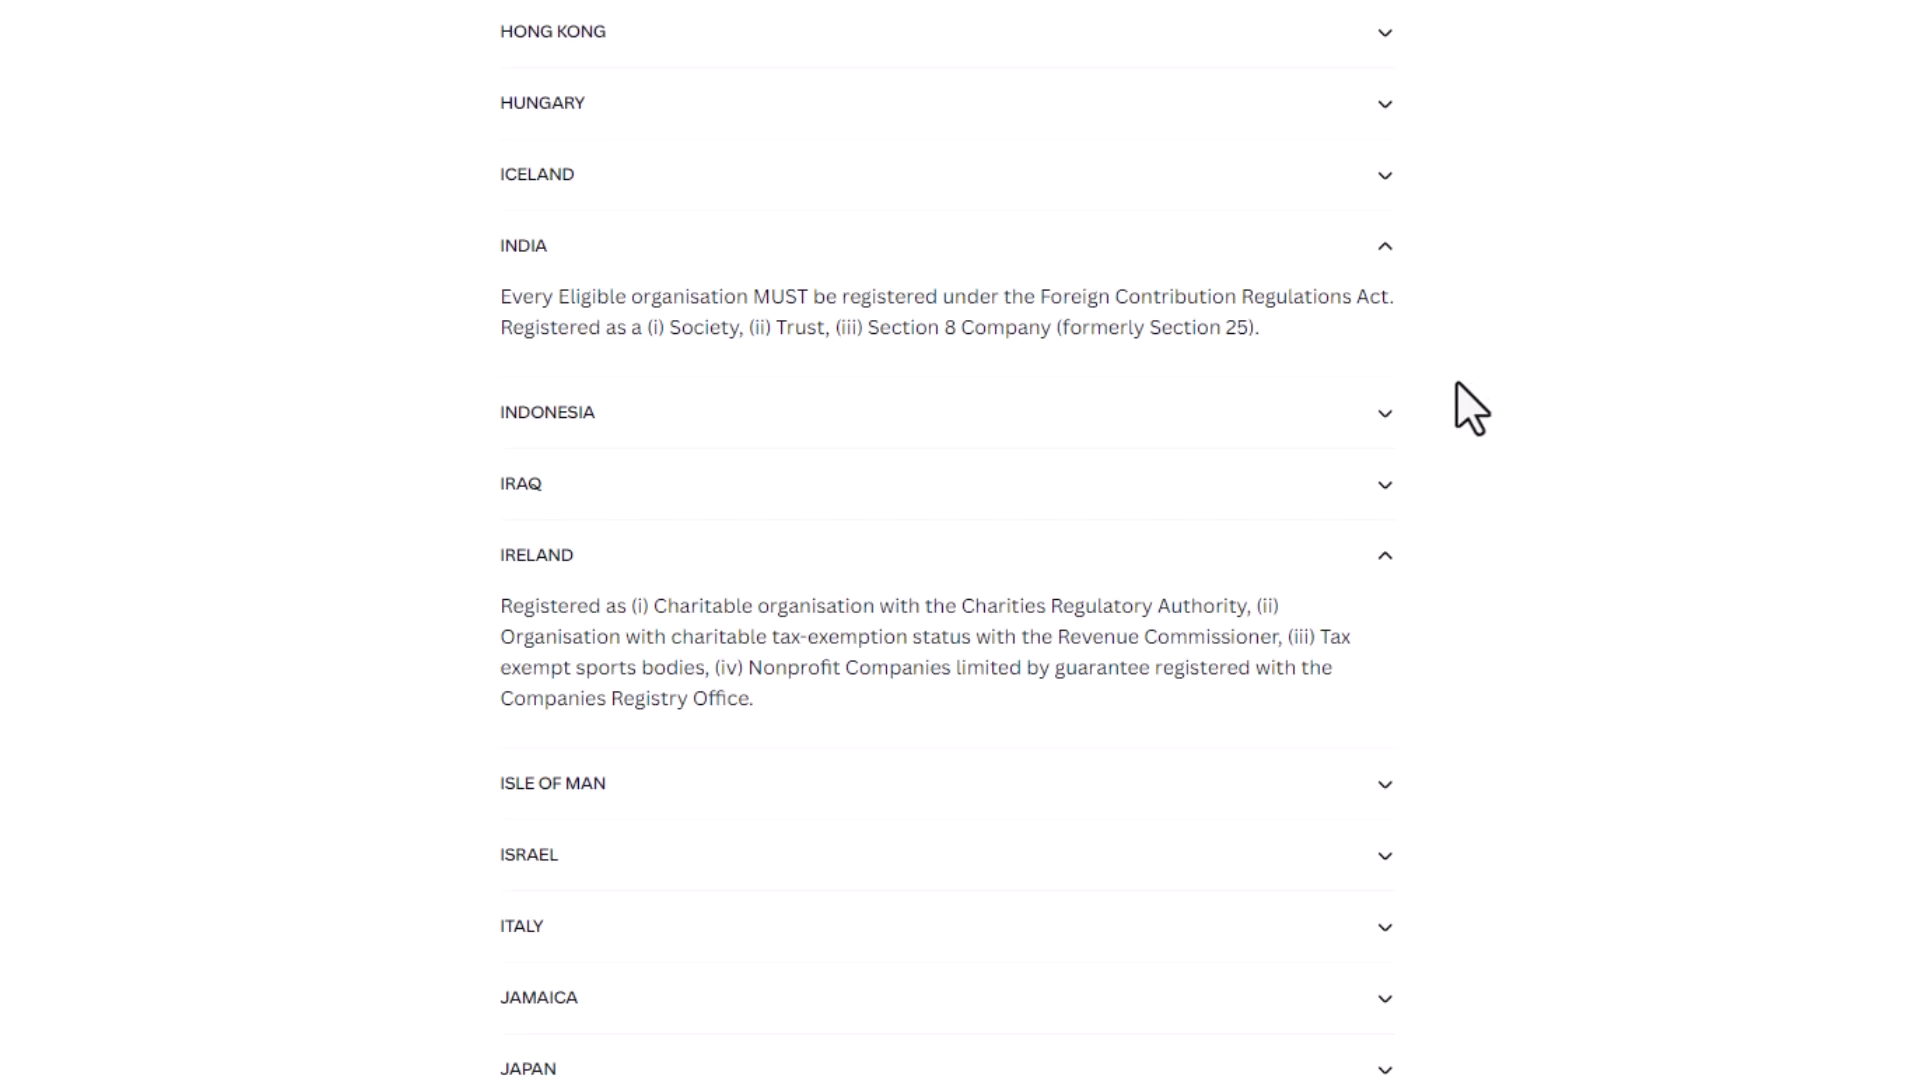 HONG KONG
HUNGARY
ICELAND
INDIA
Every Eligible organisation MUST be registered under the Foreign Contribution Regulations Act.
Registered as a (i) Society, (ii) Trust, (iii) Section 8 Company (formerly Section 25).
INDONESIA
IRAQ
IRELAND
Registered as (i) Charitable organisation with the Charities Regulatory Authority, (ii)
Organisation with charitable tax-exemption status with the Revenue Commissioner, (iii) Tax
exempt sports bodies, (iv) Nonprofit Companies limited by guarantee registered with the
Companies Registry Office.
ISLE OF MAN
ISRAEL
ITALY
JAMAICA
JAPAN